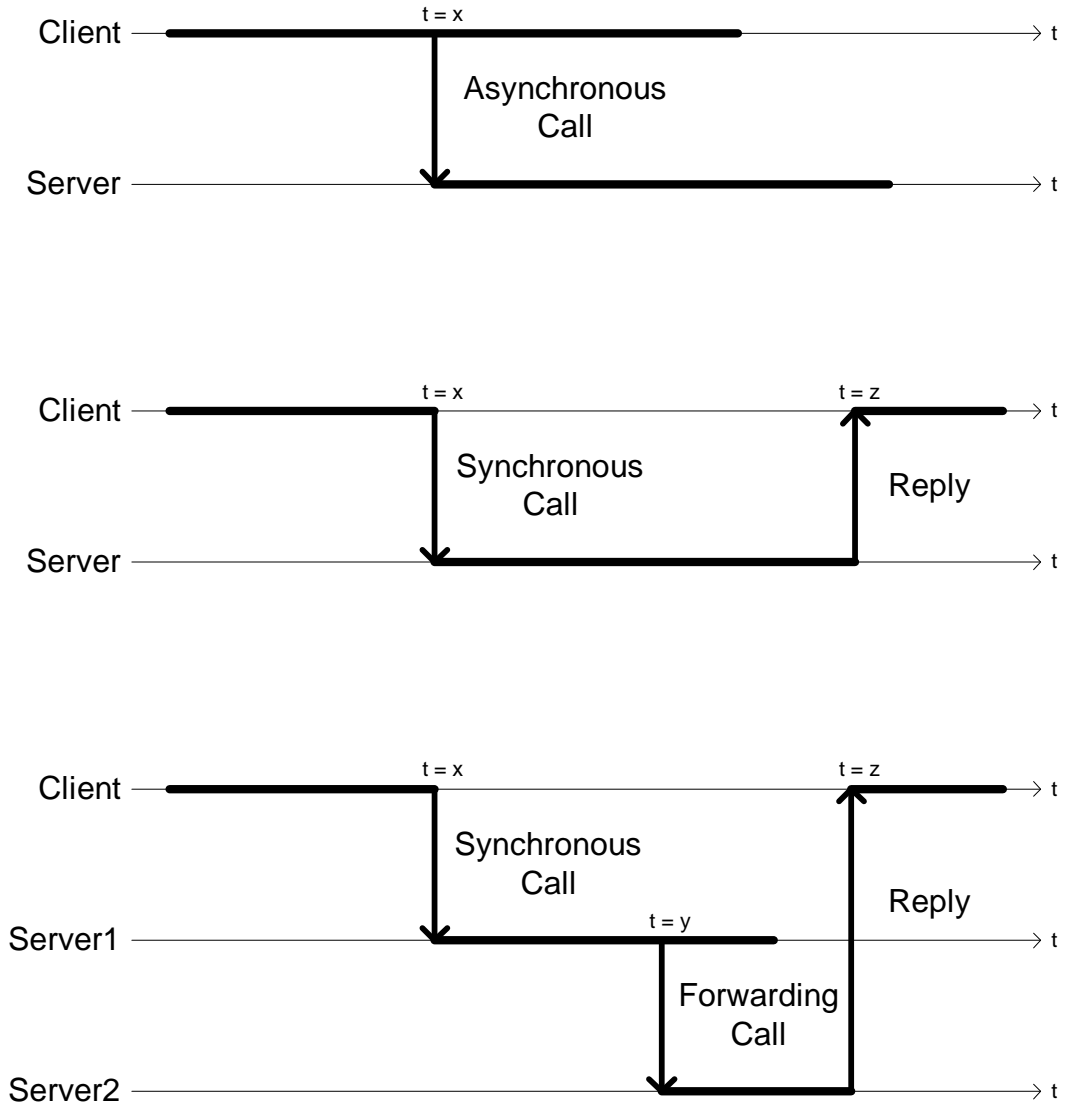 t = x
Client
t
Asynchronous
Call
Server
t
t = x
t = z
Client
t
Synchronous
Call
Reply
Server
t
t = x
t = z
Client
t
Synchronous
Call
Reply
t = y
Server1
t
Forwarding
Call
Server2
t